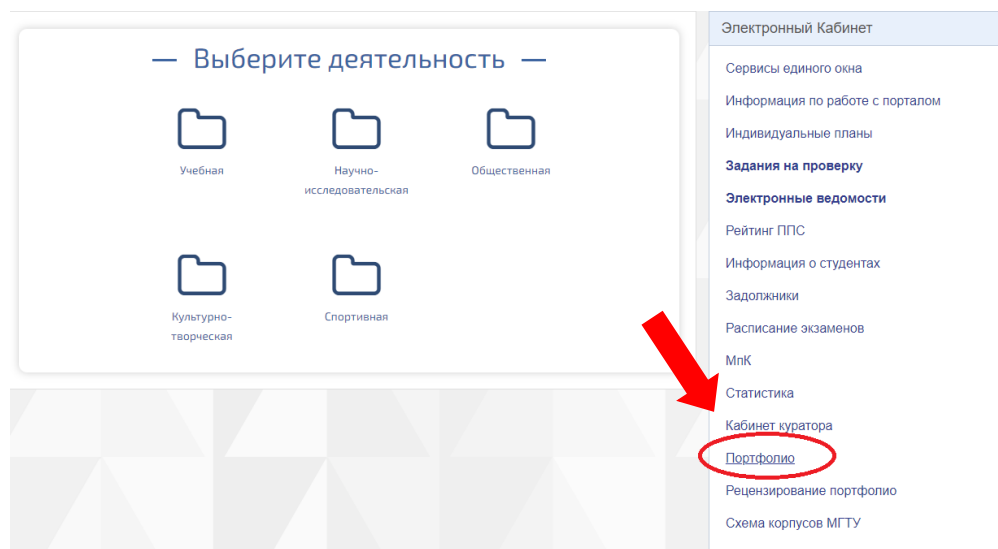 — Выберите деятельность —
Учебная
Научно-
исследовательская
Общественная
Культурно-
творческая
Спортивная
Электронный Кабинет
Сервисы единого окна
Информация по работе с порталом
Индивидуальные планы
Задания на проверку
Электронные ведомости
Рейтинг ППС
Информация о студентах
Задолжники
Расписание экзаменов
МпК
Статистика
Кабинет куратора
Портфолио
Рецензирование портфолио
Схема корпусов МГТУ